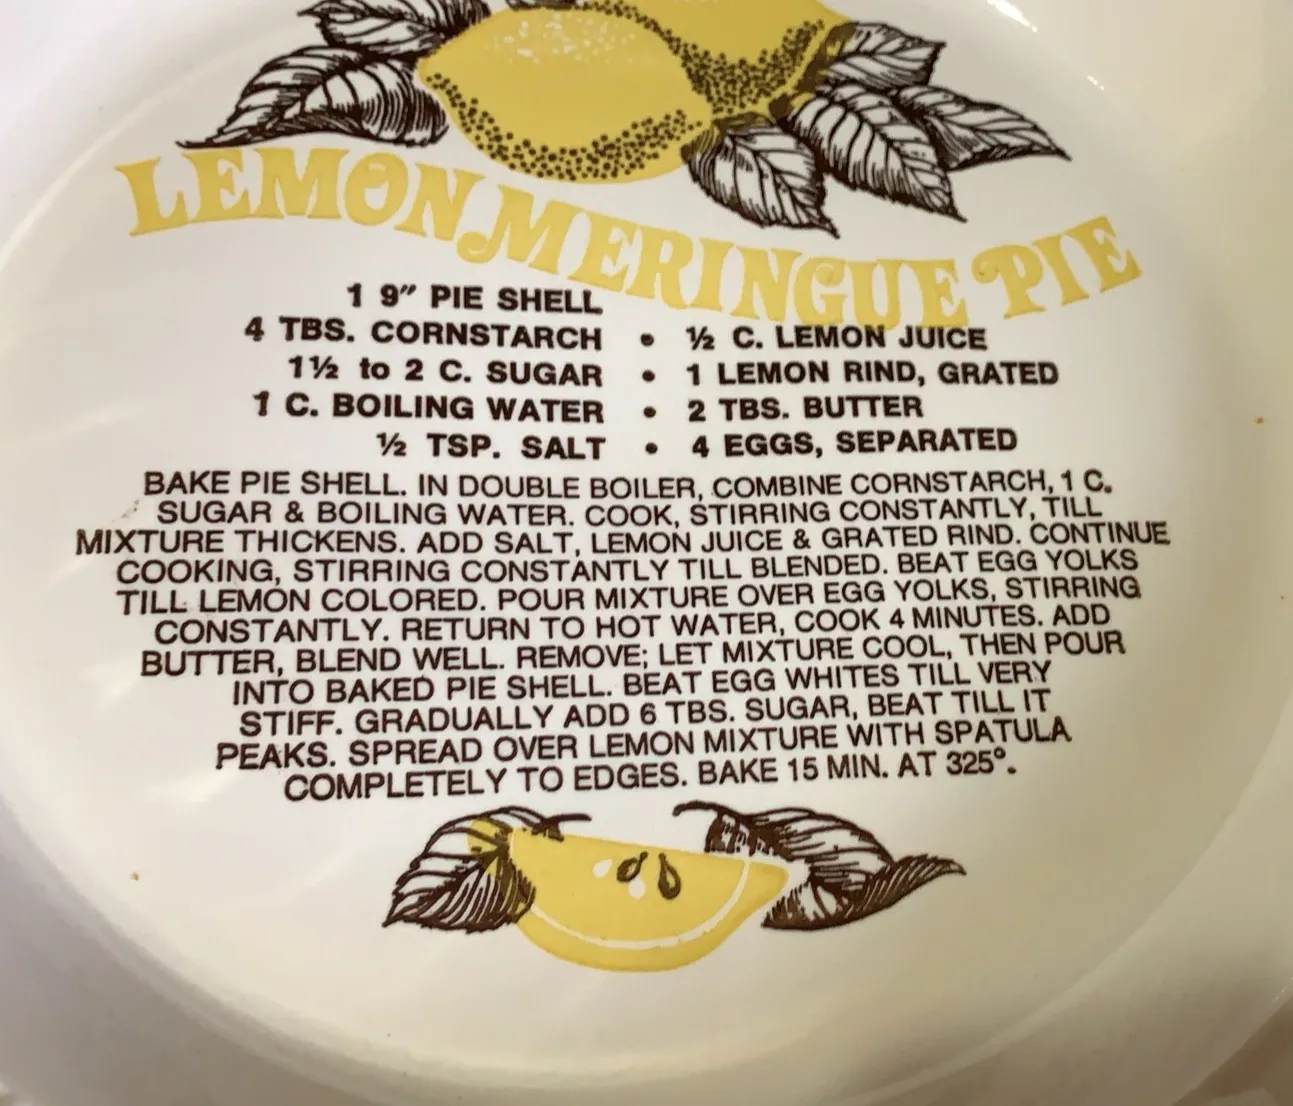 LEMON MERINGUE PIE
1 9" PIE SHELL
4 TBS. CORNSTARCH • ½ C. LEMON JUICE
1½ to 2 C. SUGAR • 1 LEMON RIND, GRATED
1 C. BOILING WATER • 2 TBS. BUTTER
½ TSP. SALT • 4 EGGS, SEPARATED
BAKE PIE SHELL. IN DOUBLE BOILER, COMBINE CORNSTARCH, 1 C.
SUGAR & BOILING WATER. COOK, STIRRING CONSTANTLY, TILL
MIXTURE THICKENS. ADD SALT, LEMON JUICE & GRATED RIND. CONTINUE
COOKING, STIRRING CONSTANTLY TILL BLENDED. BEAT EGG YOLKS
TILL LEMON COLORED. POUR MIXTURE OVER EGG YOLKS, STIRRING
CONSTANTLY. RETURN TO HOT WATER, COOK 4 MINUTES. ADD
BUTTER, BLEND WELL. REMOVE; LET MIXTURE COOL, THEN POUR
INTO BAKED PIE SHELL. BEAT EGG WHITES TILL VERY
STIFF. GRADUALLY ADD 6 TBS. SUGAR, BEAT TILL IT
PEAKS. SPREAD OVER LEMON MIXTURE WITH SPATULA
COMPLETELY TO EDGES. BAKE 15 MIN. AT 325°.